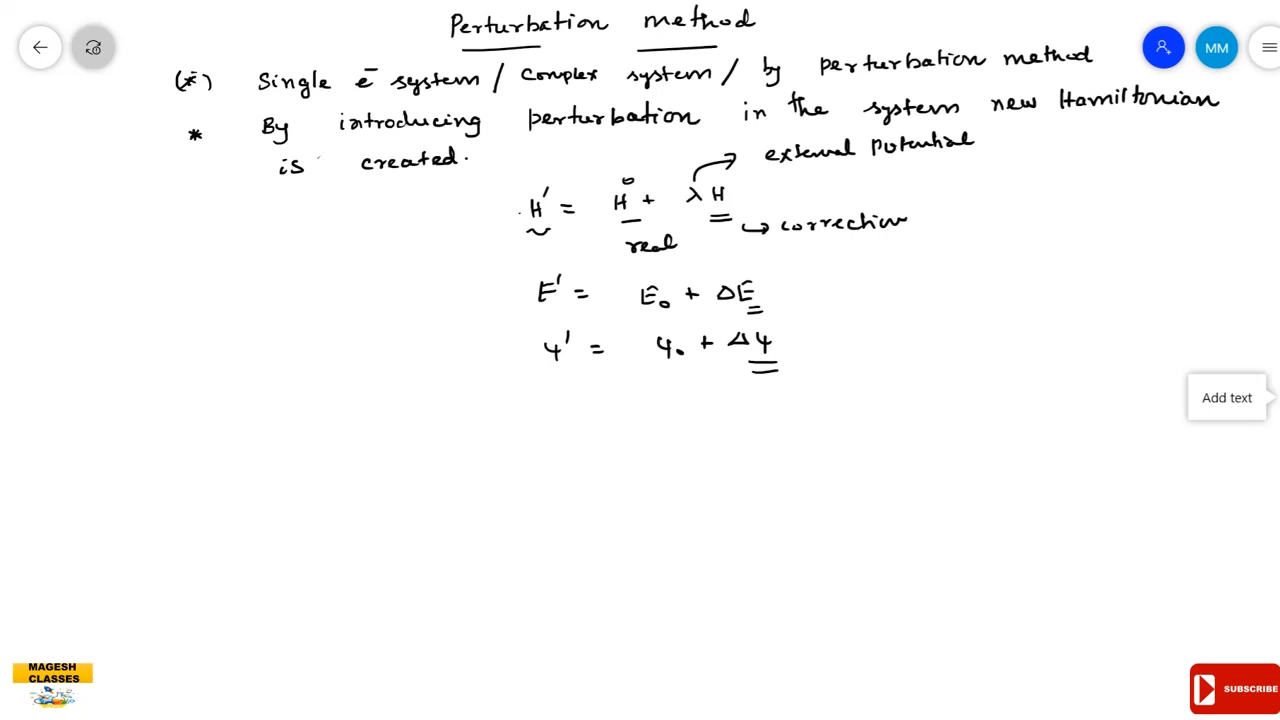 Perturbation method
MM
(*) Single e̅ system / complex system / by perturbation method
* By introducing perturbation in the system new Hamiltonian
is created.
external potential
H' = H⁰ + λH
real
↳ correction
E' = E₀ + ΔE
Ψ' = Ψ₀ + ΔΨ
Add text
MAGESH
CLASSES
SUBSCRIBE